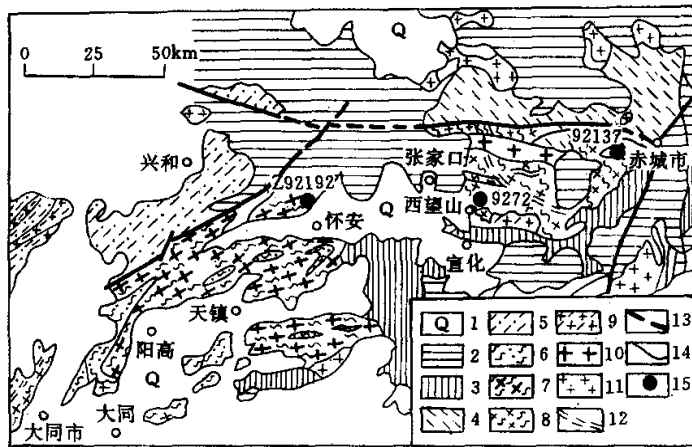 0 25 50km
Q
92137
兴和
张家口
赤城市
Z92192
Q
西望山
9272
怀安
宣化
天镇
阳高
Q
大同
大同市
Q 1 5 9 13
2 6 10 14
3 7 11 15
4 8 12